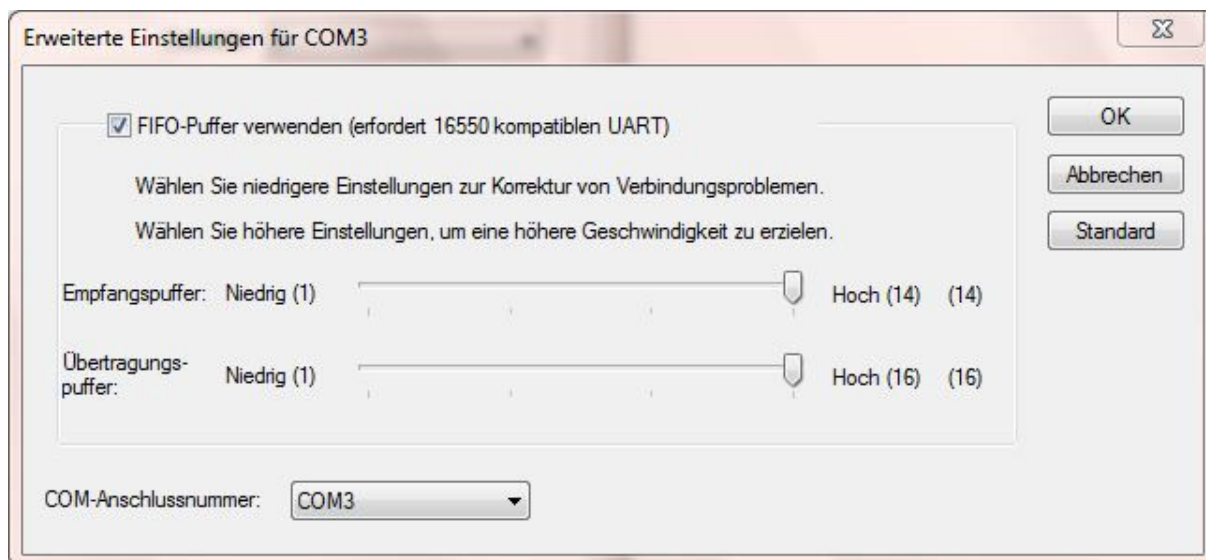 Erweiterte Einstellungen für COM3
FIFO-Puffer verwenden (erfordert 16550 kompatiblen UART)
OK
Wählen Sie niedrigere Einstellungen zur Korrektur von Verbindungsproblemen.
Abbrechen
Wählen Sie höhere Einstellungen, um eine höhere Geschwindigkeit zu erzielen.
Standard
Empfangspuffer: Niedrig (1) Hoch (14) (14)
Übertragungs-
puffer: Niedrig (1) Hoch (16) (16)
COM-Anschlussnummer: COM3